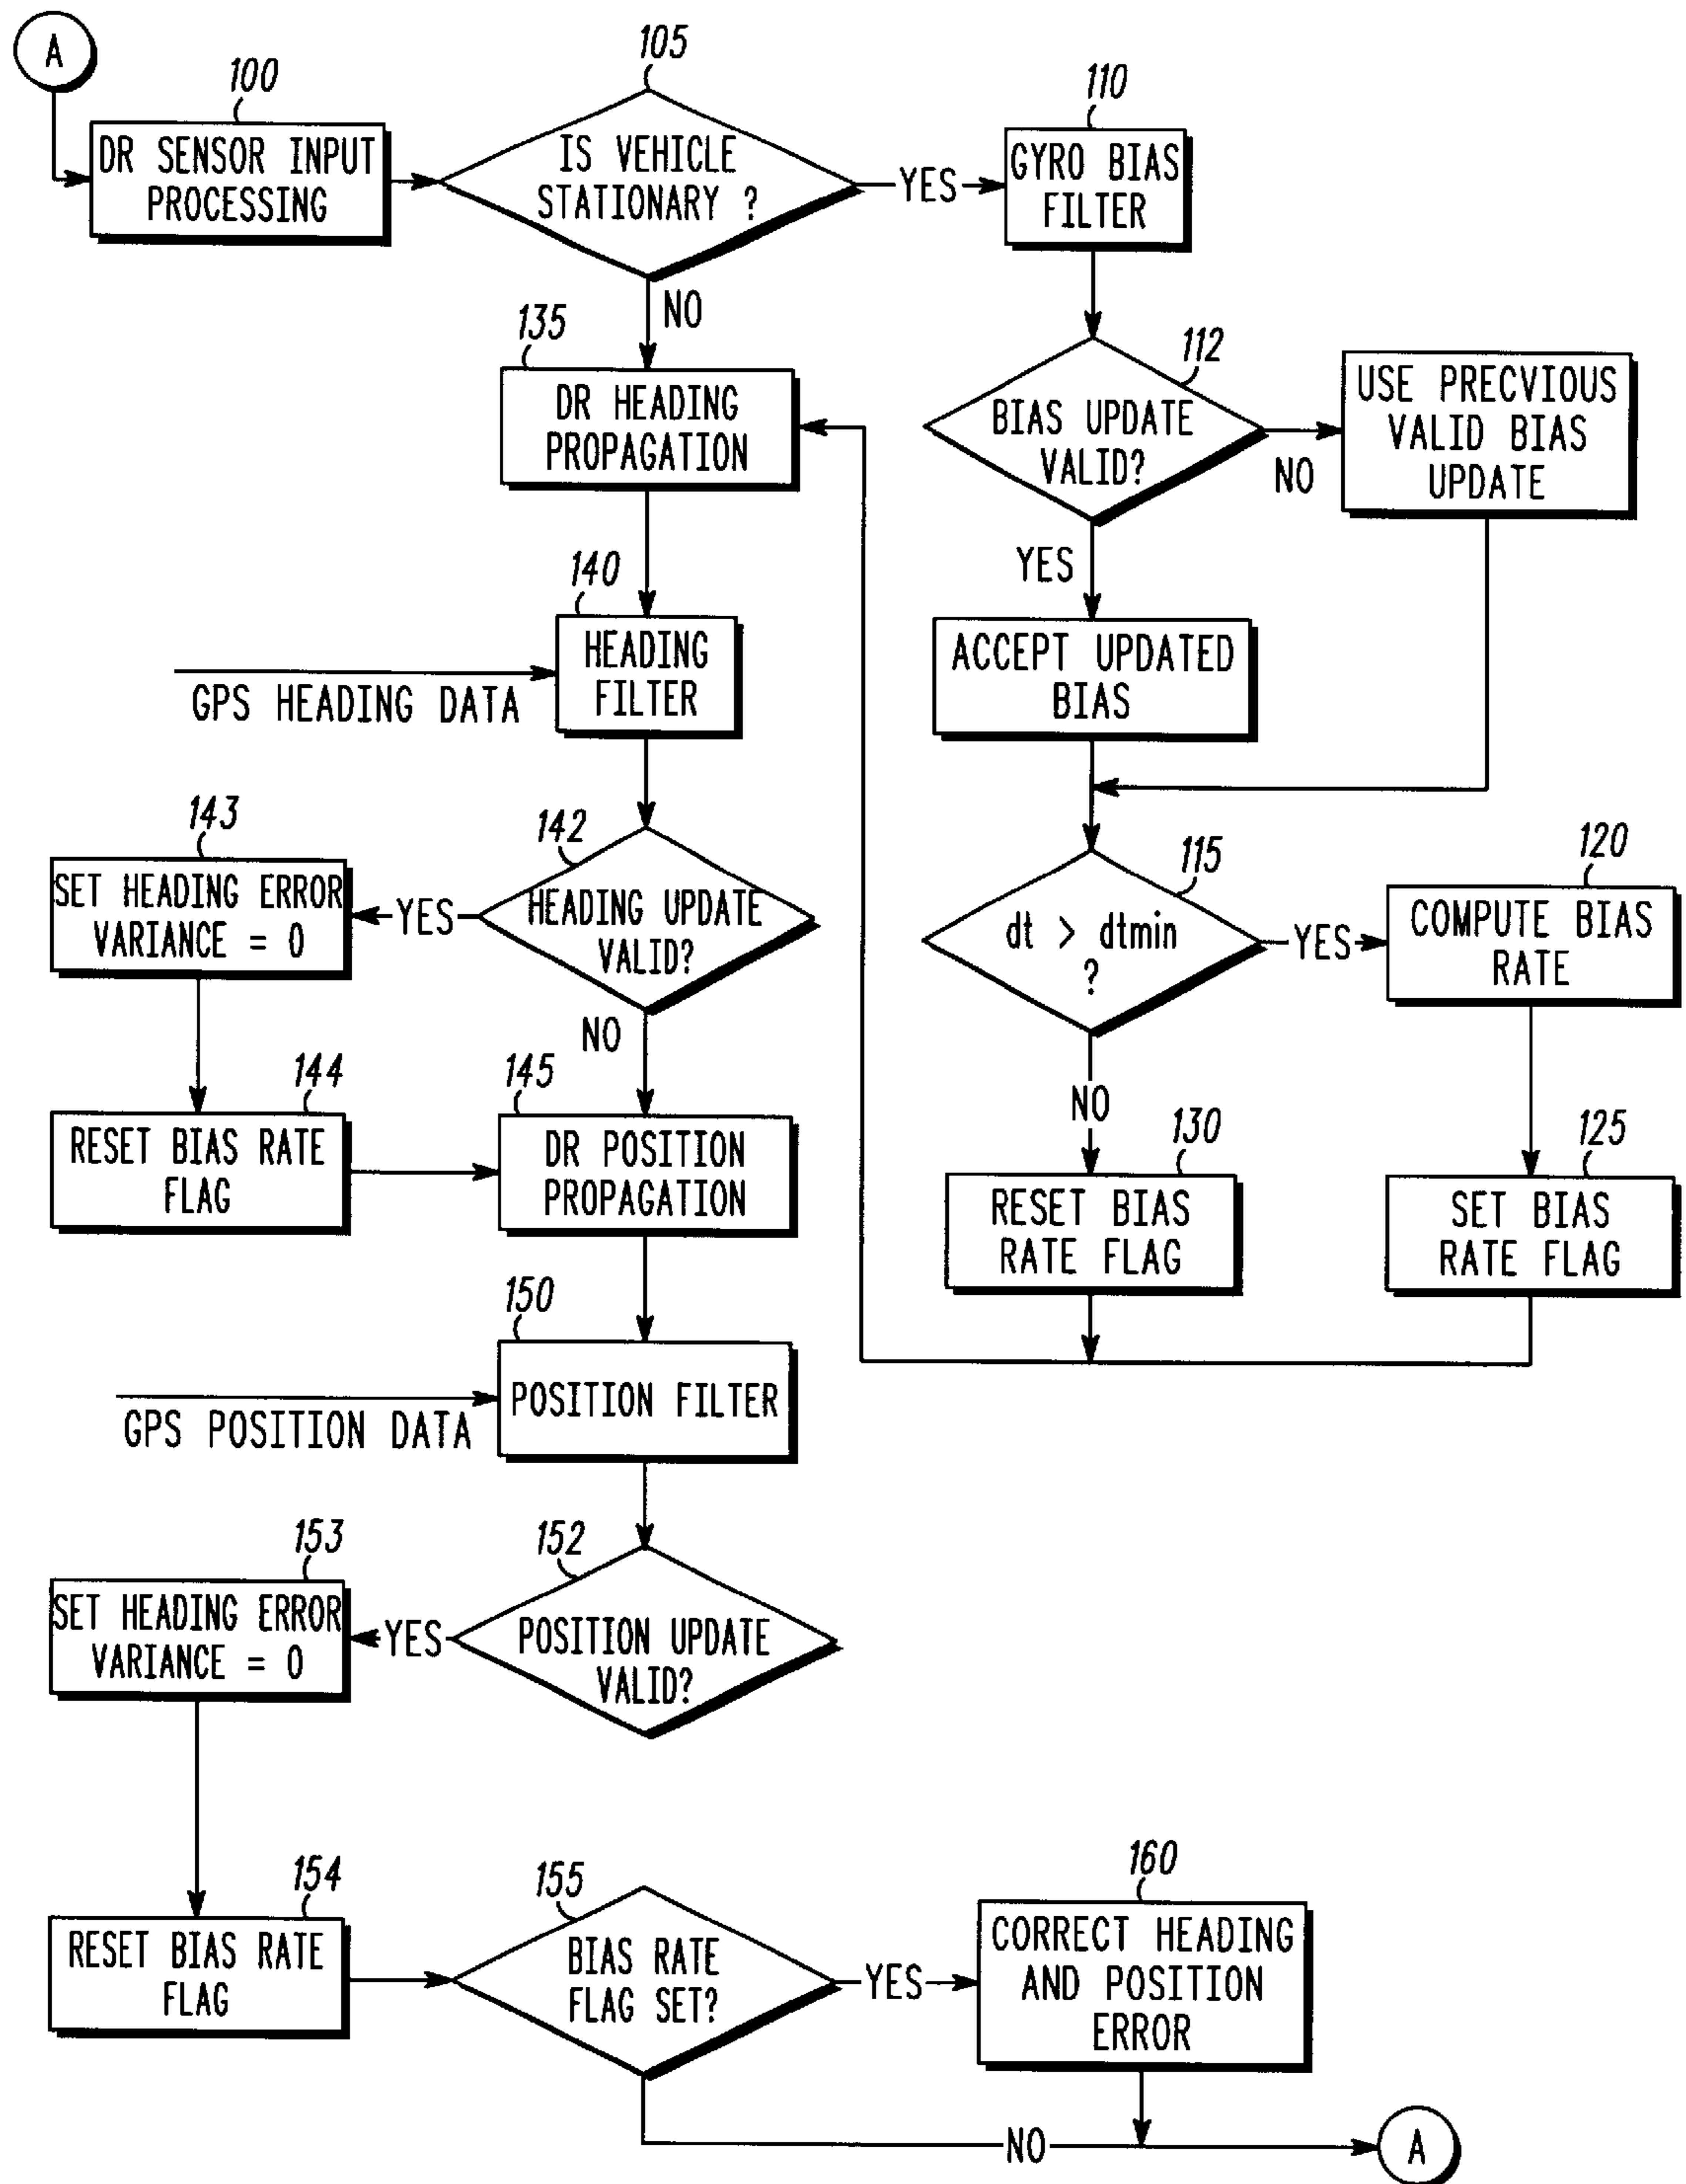 A
100
DR SENSOR INPUT
PROCESSING
105
IS VEHICLE
STATIONARY ?
YES
110
GYRO BIAS
FILTER
NO
135
DR HEADING
PROPAGATION
112
BIAS UPDATE
VALID?
NO
USE PRECVIOUS
VALID BIAS
UPDATE
YES
ACCEPT UPDATED
BIAS
140
HEADING
FILTER
GPS HEADING DATA
143
SET HEADING ERROR
VARIANCE = 0
YES
142
HEADING UPDATE
VALID?
NO
115
dt > dtmin
?
YES
120
COMPUTE BIAS
RATE
NO
144
RESET BIAS RATE
FLAG
145
DR POSITION
PROPAGATION
130
RESET BIAS
RATE FLAG
125
SET BIAS
RATE FLAG
150
POSITION FILTER
GPS POSITION DATA
153
SET HEADING ERROR
VARIANCE = 0
YES
152
POSITION UPDATE
VALID?
154
RESET BIAS RATE
FLAG
155
BIAS RATE
FLAG SET?
YES
160
CORRECT HEADING
AND POSITION
ERROR
NO
A